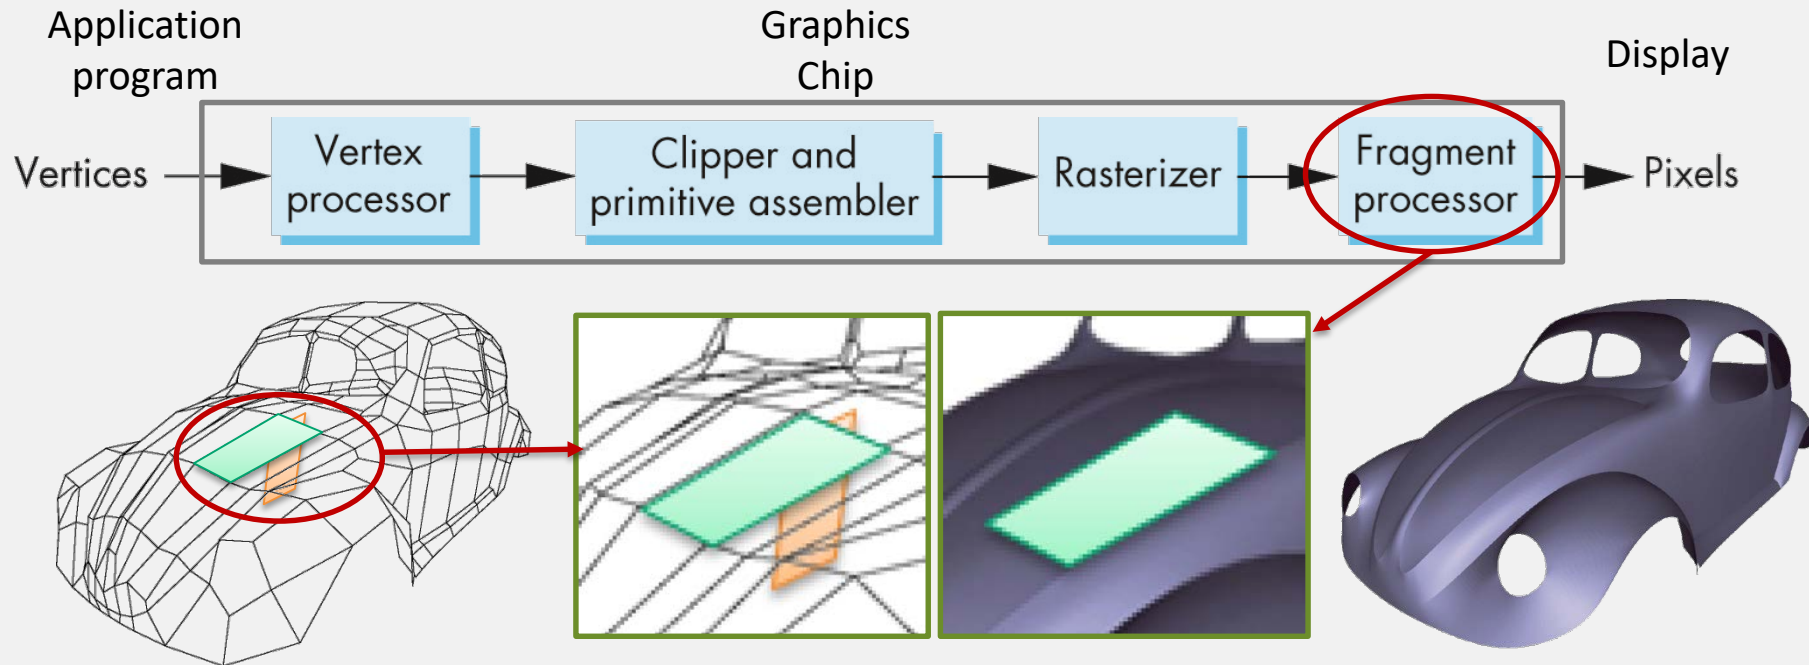 Application
program
Graphics
Chip
Display
Vertices
Vertex
processor
Clipper and
primitive assembler
Rasterizer
Fragment
processor
Pixels